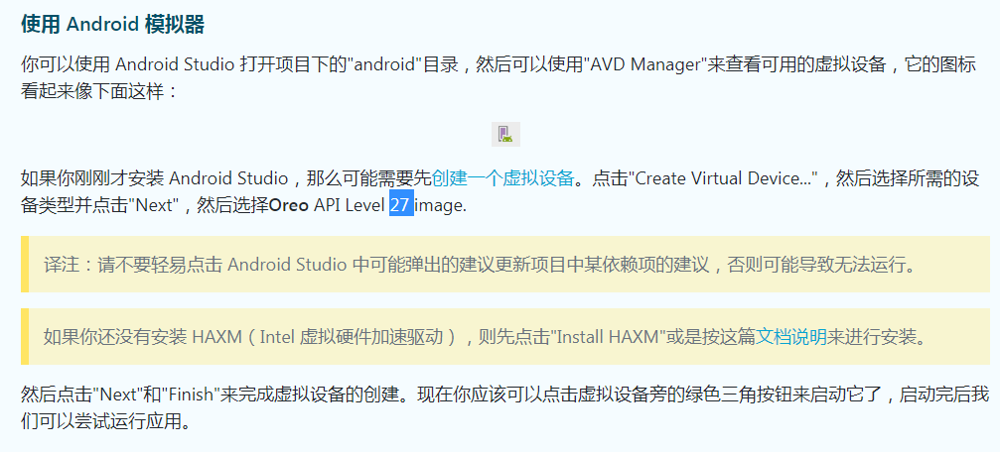 使用 Android 模拟器
你可以使用 Android Studio 打开项目下的"android"目录，然后可以使用"AVD Manager"来查看可用的虚拟设备，它的图标
看起来像下面这样：
如果你刚刚才安装 Android Studio，那么可能需要先创建一个虚拟设备。点击"Create Virtual Device..."，然后选择所需的设
备类型并点击"Next"，然后选择Oreo API Level 27 image.
译注：请不要轻易点击 Android Studio 中可能弹出的建议更新项目中某依赖项的建议，否则可能导致无法运行。
如果你还没有安装 HAXM（Intel 虚拟硬件加速驱动），则先点击"Install HAXM"或是按这篇文档说明来进行安装。
然后点击"Next"和"Finish"来完成虚拟设备的创建。现在你应该可以点击虚拟设备旁的绿色三角按钮来启动它了，启动完后我
们可以尝试运行应用。